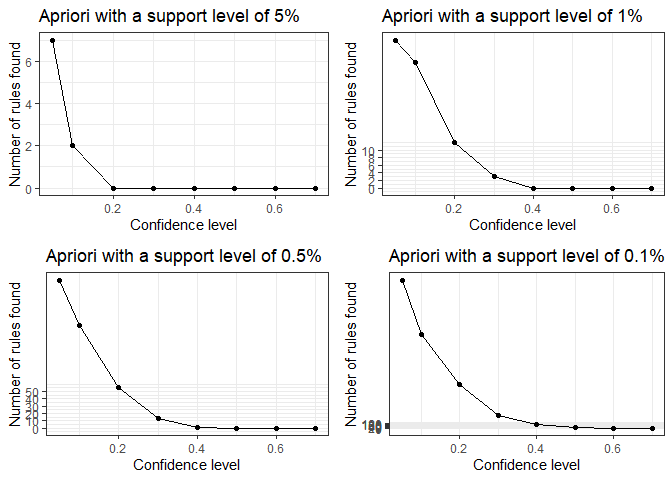 Apriori with a support level of 5%
Number of rules found
6
4
2
0
0.2 0.4 0.6
Confidence level
Apriori with a support level of 1%
Number of rules found
10
8
6
4
2
0
0.2 0.4 0.6
Confidence level
Apriori with a support level of 0.5%
Number of rules found
50
40
30
20
10
0
0.2 0.4 0.6
Confidence level
Apriori with a support level of 0.1%
Number of rules found
0.2 0.4 0.6
Confidence level